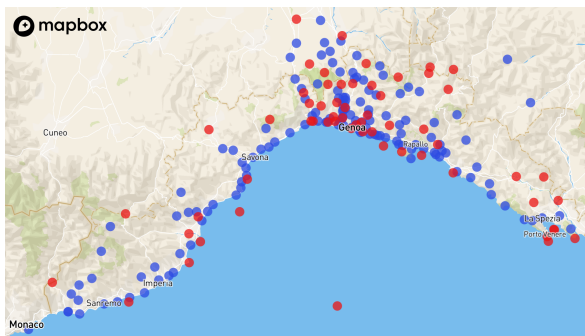 mapbox
Cuneo
Genoa
Rapallo
Savona
La Spezia
Porto Venere
Imperia
Sanremo
Monaco